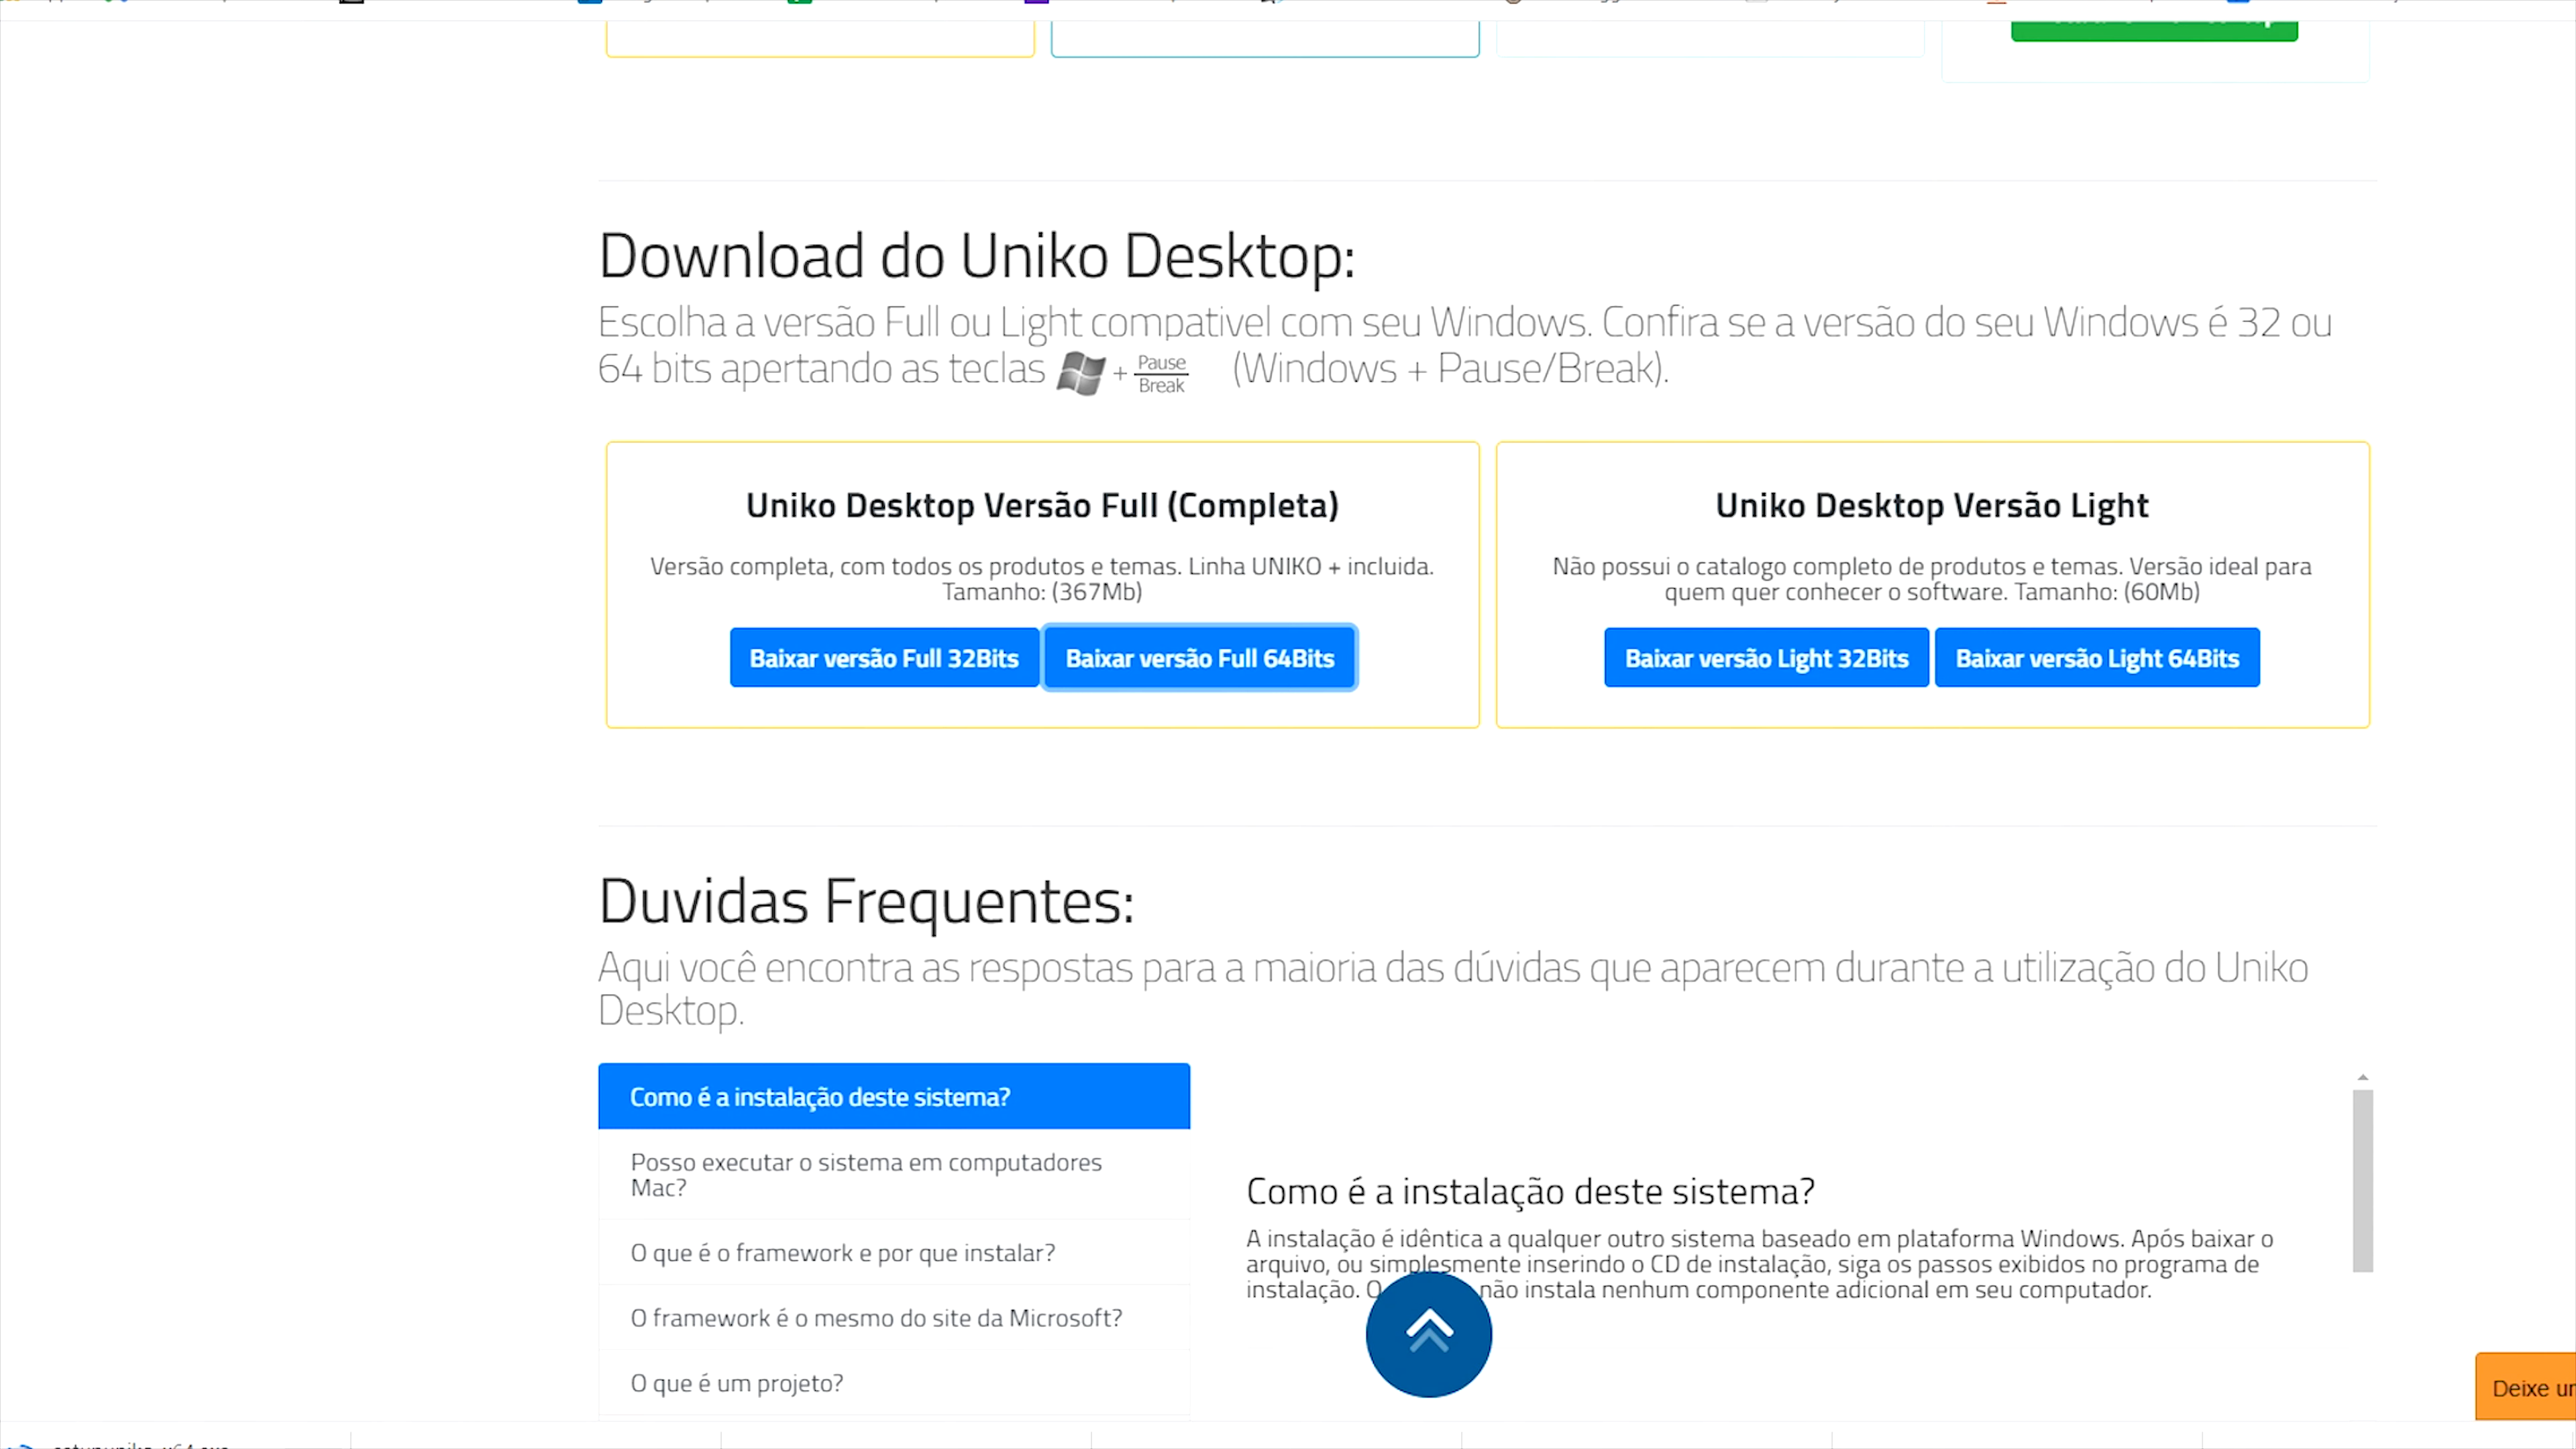 Download do Uniko Desktop:
Escolha a versão Full ou Light compativel com seu Windows. Confira se a versão do seu Windows é 32 ou
64 bits apertando as teclas + Pause Break (Windows + Pause/Break).
Uniko Desktop Versão Full (Completa)
Versão completa, com todos os produtos e temas. Linha UNIKO + incluida.
Tamanho: (367Mb)
Baixar versão Full 32Bits
Baixar versão Full 64Bits
Uniko Desktop Versão Light
Não possui o catalogo completo de produtos e temas. Versão ideal para
quem quer conhecer o software. Tamanho: (60Mb)
Baixar versão Light 32Bits
Baixar versão Light 64Bits
Duvidas Frequentes:
Aqui você encontra as respostas para a maioria das dúvidas que aparecem durante a utilização do Uniko
Desktop.
Como é a instalação deste sistema?
Posso executar o sistema em computadores
Mac?
O que é o framework e por que instalar?
O framework é o mesmo do site da Microsoft?
O que é um projeto?
Como é a instalação deste sistema?
A instalação é idêntica a qualquer outro sistema baseado em plataforma Windows. Após baixar o
arquivo, ou simplesmente inserindo o CD de instalação, siga os passos exibidos no programa de
instalação. O não instala nenhum componente adicional em seu computador.
Deixe